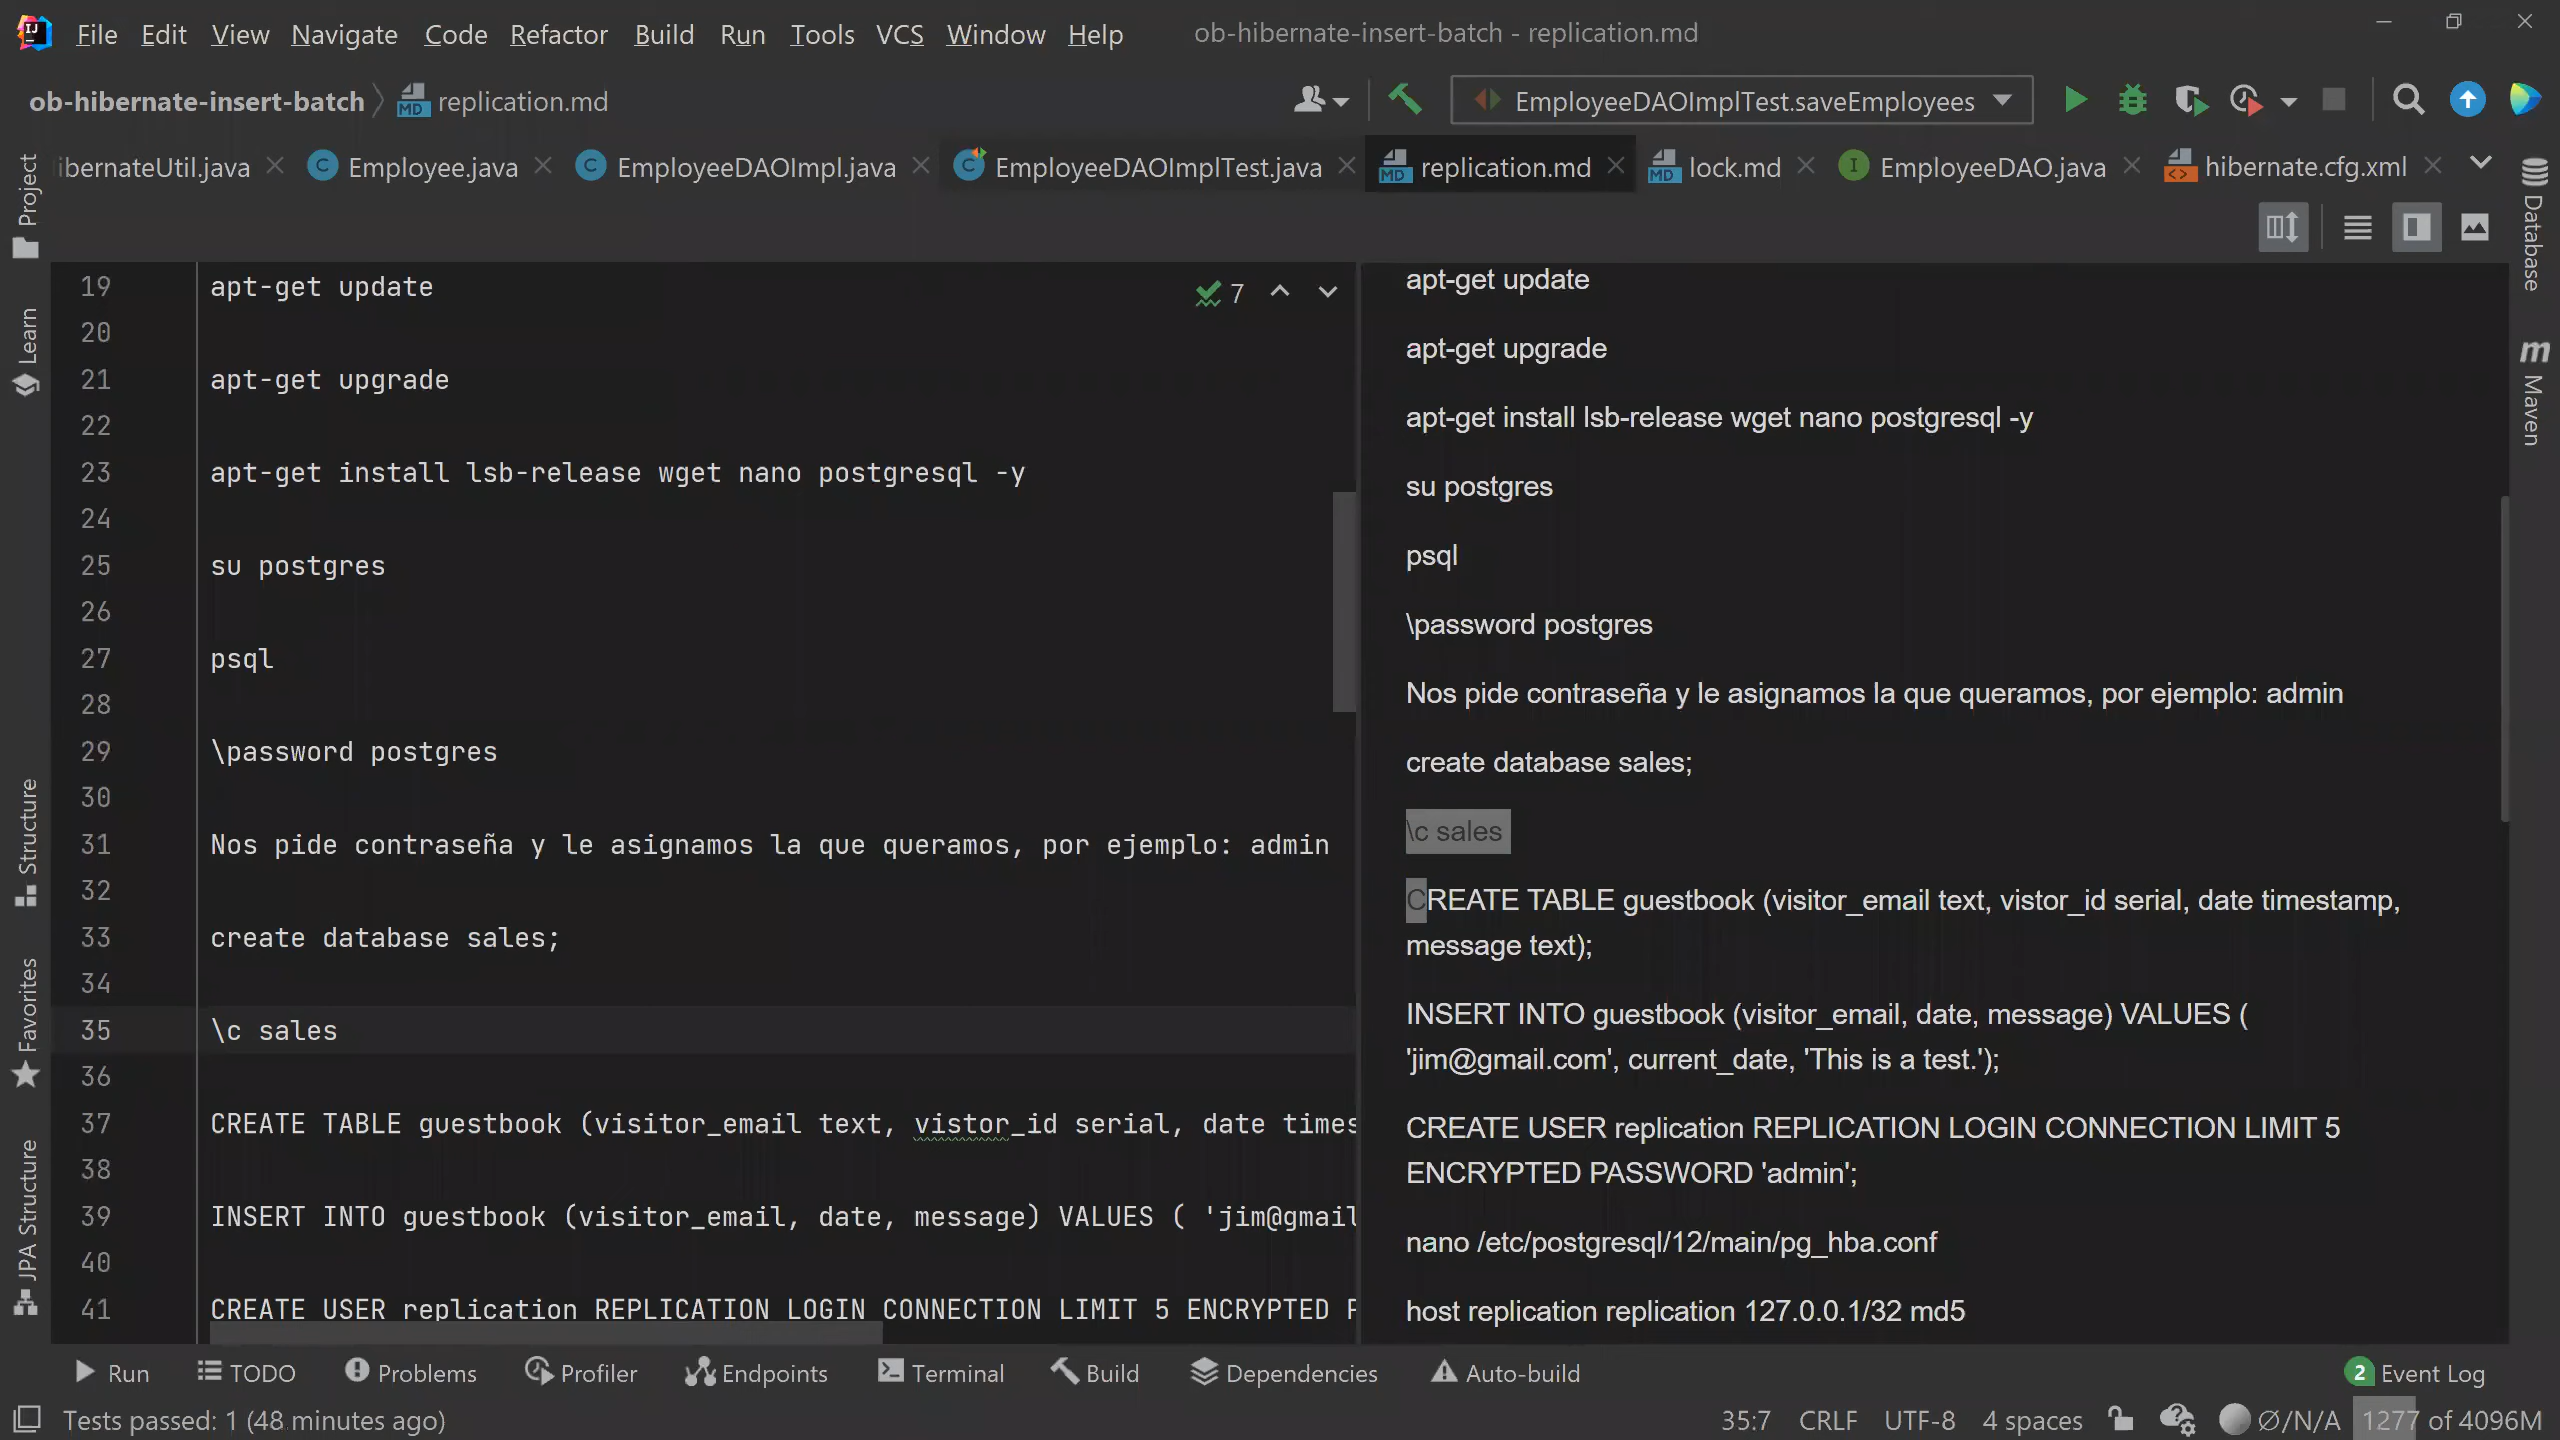 File Edit View Navigate Code Refactor Build Run Tools VCS Window Help ob-hibernate-insert-batch - replication.md
ob-hibernate-insert-batch replication.md EmployeeDAOImplTest.saveEmployees
ibernateUtil.java Employee.java EmployeeDAOImpl.java EmployeeDAOImplTest.java replication.md lock.md EmployeeDAO.java hibernate.cfg.xml
Project
Learn
Structure
Favorites
JPA Structure
7
19 apt-get update
20
21 apt-get upgrade
22
23 apt-get install lsb-release wget nano postgresql -y
24
25 su postgres
26
27 psql
28
29 \password postgres
30
31 Nos pide contraseña y le asignamos la que queramos, por ejemplo: admin
32
33 create database sales;
34
35 \c sales
36
37 CREATE TABLE guestbook (visitor_email text, vistor_id serial, date times
38
39 INSERT INTO guestbook (visitor_email, date, message) VALUES ( 'jim@gmail
40
41 CREATE USER replication REPLICATION LOGIN CONNECTION LIMIT 5 ENCRYPTED P
apt-get update
apt-get upgrade
apt-get install lsb-release wget nano postgresql -y
su postgres
psql
\password postgres
Nos pide contraseña y le asignamos la que queramos, por ejemplo: admin
create database sales;
\c sales
CREATE TABLE guestbook (visitor_email text, vistor_id serial, date timestamp,
message text);
INSERT INTO guestbook (visitor_email, date, message) VALUES (
'jim@gmail.com', current_date, 'This is a test.');
CREATE USER replication REPLICATION LOGIN CONNECTION LIMIT 5
ENCRYPTED PASSWORD 'admin';
nano /etc/postgresql/12/main/pg_hba.conf
host replication replication 127.0.0.1/32 md5
Database
Maven
Run TODO Problems Profiler Endpoints Terminal Build Dependencies Auto-build 2 Event Log
Tests passed: 1 (48 minutes ago) 35:7 CRLF UTF-8 4 spaces Ø/N/A 1277 of 4096M